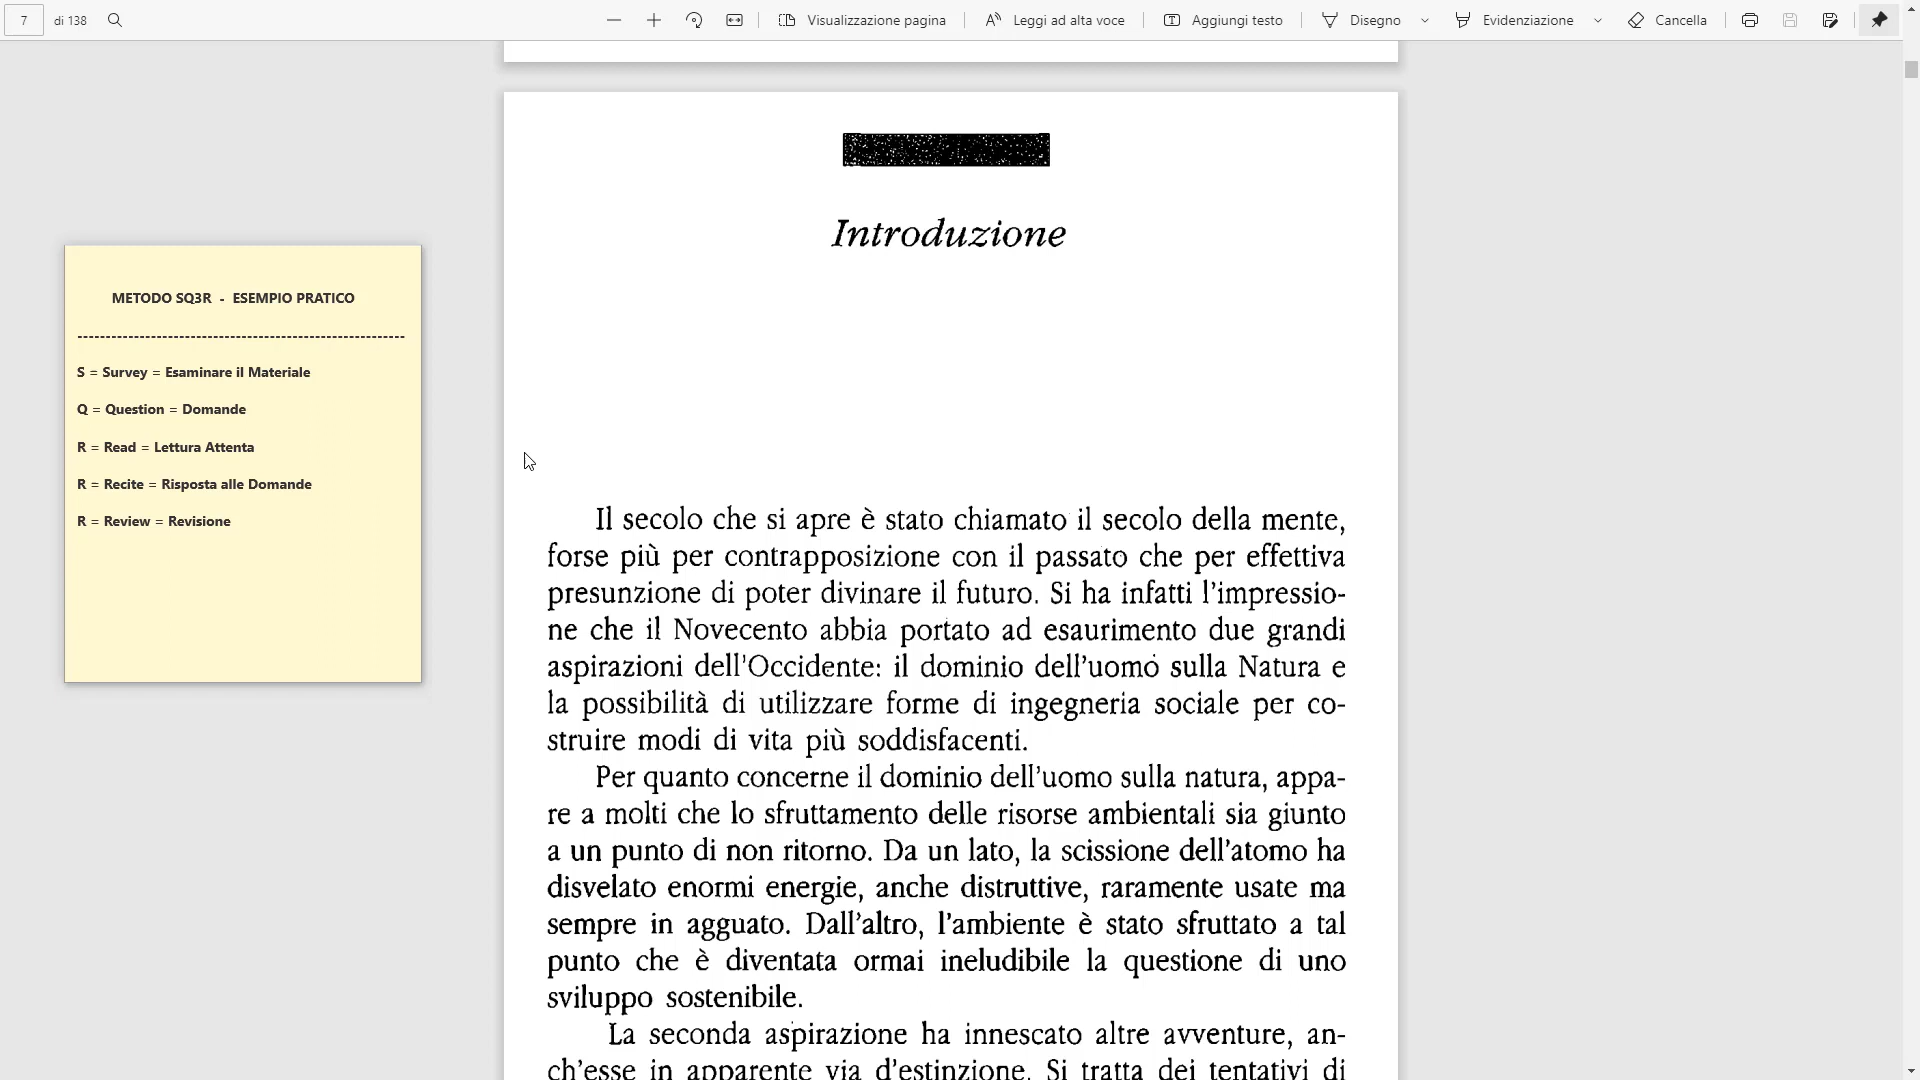 7 di 138 Visualizzazione pagina Leggi ad alta voce Aggiungi testo Disegno Evidenziazione Cancella
METODO SQ3R - ESEMPIO PRATICO
----------------------------------------------------------
S = Survey = Esaminare il Materiale
Q = Question = Domande
R = Read = Lettura Attenta
R = Recite = Risposta alle Domande
R = Review = Revisione
Introduzione
Il secolo che si apre è stato chiamato il secolo della mente,
forse più per contrapposizione con il passato che per effettiva
presunzione di poter divinare il futuro. Si ha infatti l'impressio-
ne che il Novecento abbia portato ad esaurimento due grandi
aspirazioni dell'Occidente: il dominio dell'uomo sulla Natura e
la possibilità di utilizzare forme di ingegneria sociale per co-
struire modi di vita più soddisfacenti.
Per quanto concerne il dominio dell'uomo sulla natura, appa-
re a molti che lo sfruttamento delle risorse ambientali sia giunto
a un punto di non ritorno. Da un lato, la scissione dell'atomo ha
disvelato enormi energie, anche distruttive, raramente usate ma
sempre in agguato. Dall'altro, l'ambiente è stato sfruttato a tal
punto che è diventata ormai ineludibile la questione di uno
sviluppo sostenibile.
La seconda aspirazione ha innescato altre avventure, an-
ch'esse in apparente via d'estinzione. Si tratta dei tentativi di